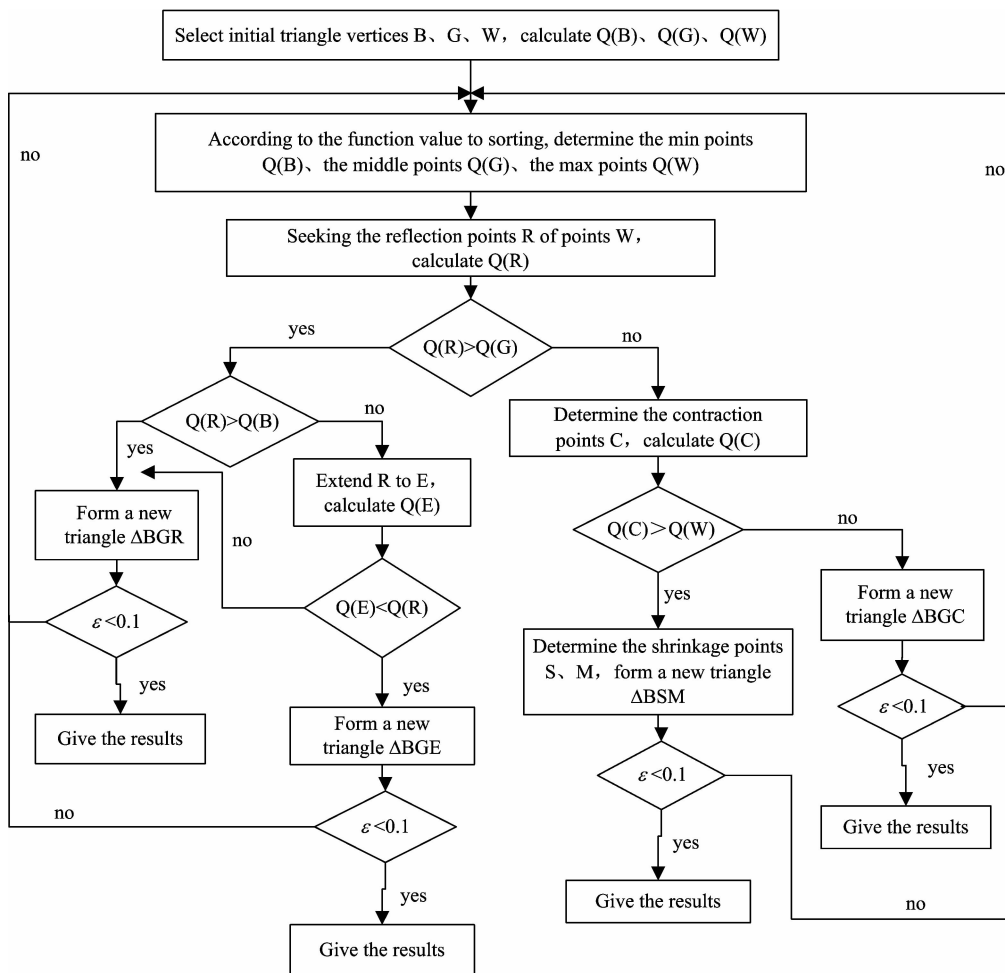 Select initial triangle vertices B、G、W, calculate Q(B)、Q(G)、Q(W)
no
no
According to the function value to sorting, determine the min points
Q(B)、the middle points Q(G)、the max points Q(W)
Seeking the reflection points R of points W,
calculate Q(R)
yes
Q(R)>Q(G)
no
Q(R)>Q(B)
no
yes
Determine the contraction
points C, calculate Q(C)
Extend R to E,
calculate Q(E)
Form a new
triangle ΔBGR
no
Q(C)>Q(W)
no
Q(E)<Q(R)
ε<0.1
yes
Form a new
triangle ΔBGC
Determine the shrinkage points
S、M, form a new triangle
ΔBSM
yes
yes
ε<0.1
Give the results
Form a new
triangle ΔBGE
ε<0.1
yes
no
ε<0.1
Give the results
yes
yes
Give the results
no
Give the results